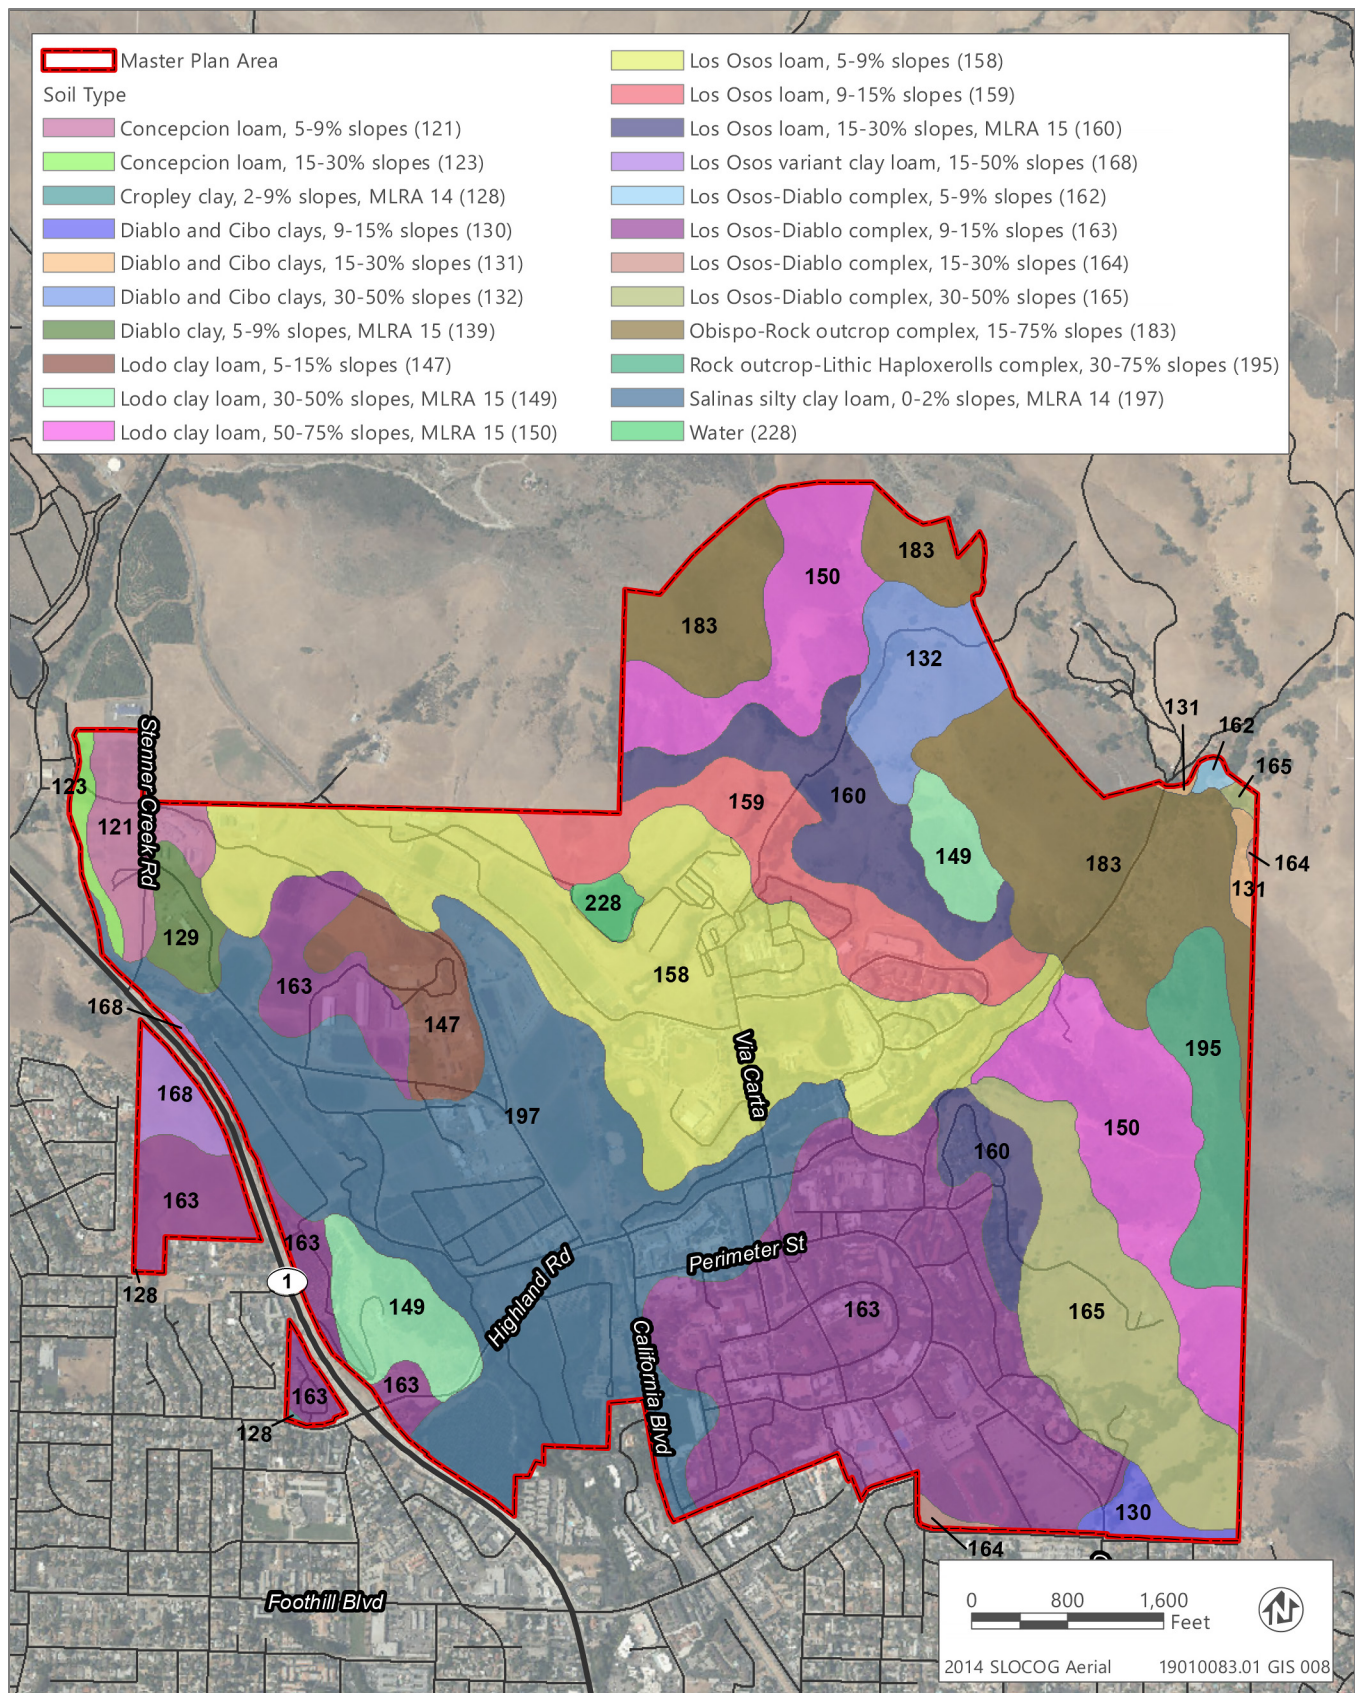 Master Plan Area
Soil Type
Concepcion loam, 5-9% slopes (121)
Concepcion loam, 15-30% slopes (123)
Cropley clay, 2-9% slopes, MLRA 14 (128)
Diablo and Cibo clays, 9-15% slopes (130)
Diablo and Cibo clays, 15-30% slopes (131)
Diablo and Cibo clays, 30-50% slopes (132)
Diablo clay, 5-9% slopes, MLRA 15 (139)
Lodo clay loam, 5-15% slopes (147)
Lodo clay loam, 30-50% slopes, MLRA 15 (149)
Lodo clay loam, 50-75% slopes, MLRA 15 (150)
Los Osos loam, 5-9% slopes (158)
Los Osos loam, 9-15% slopes (159)
Los Osos loam, 15-30% slopes, MLRA 15 (160)
Los Osos variant clay loam, 15-50% slopes (168)
Los Osos-Diablo complex, 5-9% slopes (162)
Los Osos-Diablo complex, 9-15% slopes (163)
Los Osos-Diablo complex, 15-30% slopes (164)
Los Osos-Diablo complex, 30-50% slopes (165)
Obispo-Rock outcrop complex, 15-75% slopes (183)
Rock outcrop-Lithic Haploxerolls complex, 30-75% slopes (195)
Salinas silty clay loam, 0-2% slopes, MLRA 14 (197)
Water (228)
183
150
183
132
131
162
165
123
121
Stenner Creek Rd
159
160
149
183
164
131
228
129
158
163
168
147
195
Via Carta
168
197
150
160
163
163
Perimeter St
128
1
149
Highland Rd
163
165
California Blvd
163
163
128
130
164
Foothill Blvd
0 800 1,600
Feet
N
2014 SLOCOG Aerial
19010083.01 GIS 008